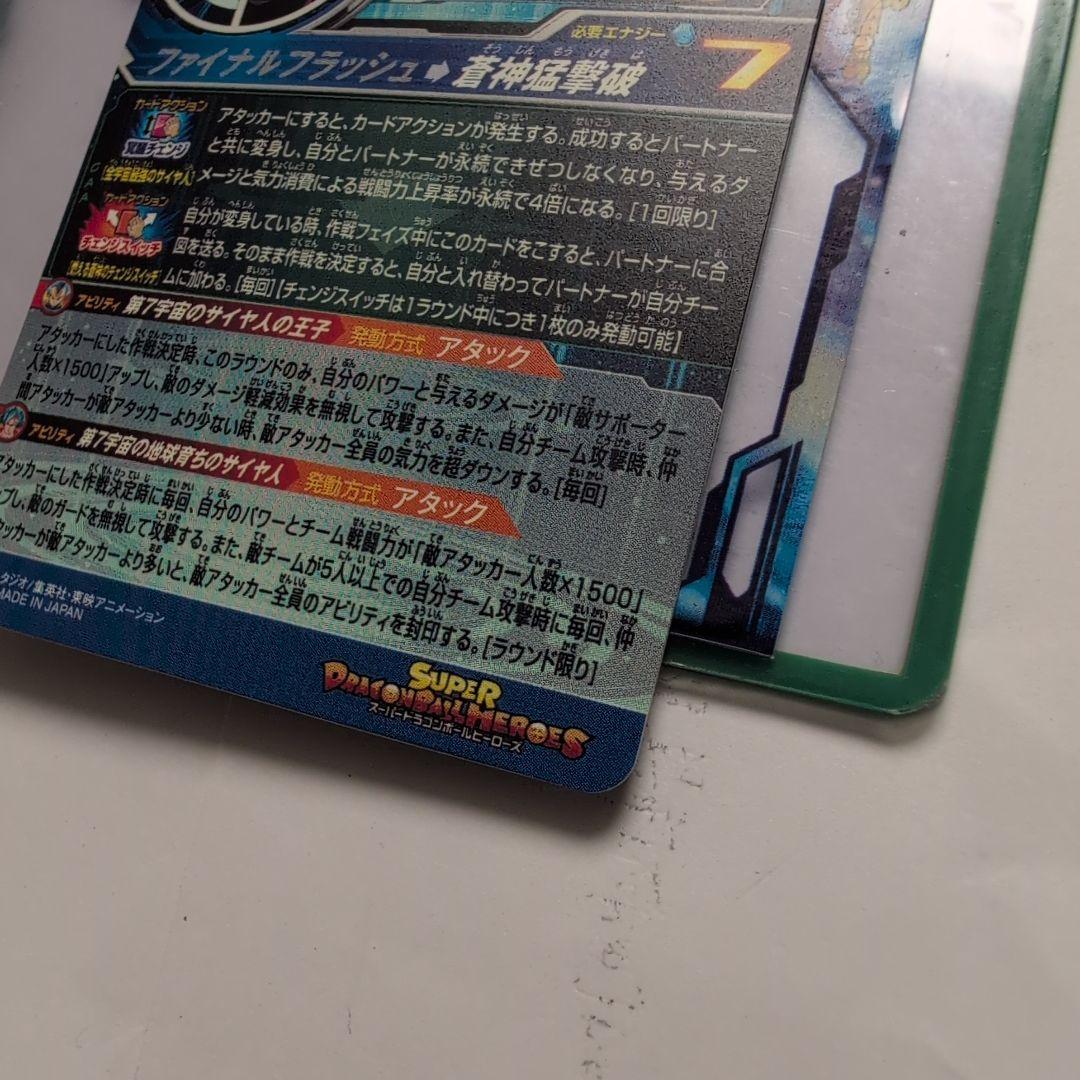 必要エナジー 7
ファイナルフラッシュ➡蒼神猛撃破
カードアクション
覚醒チェンジ
[全宇宙最強のサイヤ人]
アタッカーにすると、カードアクションが発生する。成功するとパートナー
と共に変身し、自分とパートナーが永続できぜつしなくなり、与えるダ
メージと気力消費による戦闘力上昇率が永続で4倍になる。[1回限り]
カードアクション
チェンジスイッチ
自分が変身している時、作戦フェイズ中にこのカードをこすると、パートナーに合
図を送る。そのまま作戦を決定すると、自分と入れ替わってパートナーが自分チー
ムに加わる。[毎回]【チェンジスイッチは1ラウンド中につき1枚のみ発動可能】
アビリティ 第7宇宙のサイヤ人の王子 発動方式 アタック
アタッカーにした作戦決定時、このラウンドのみ、自分のパワーと与えるダメージが「敵サポーター
人数×1500」アップし、敵のダメージ軽減効果を無視して攻撃する。また、自分チーム攻撃時、仲
間アタッカーが敵アタッカーより少ない時、敵アタッカー全員の気力を超ダウンする。[毎回]
アビリティ 第7宇宙の地球育ちのサイヤ人 発動方式 アタック
アタッカーにした作戦決定時に毎回、自分のパワーとチーム戦闘力が「敵アタッカー人数×1500」
ップし、敵のガードを無視して攻撃する。また、敵チームが5人以上での自分チーム攻撃時に毎回、仲
タッカーが敵アタッカーより多いと、敵アタッカー全員のアビリティを封印する。[ラウンド限り]
タジオ/集英社・東映アニメーション
MADE IN JAPAN
SUPER
DRAGONBALL HEROES
スーパードラゴンボールヒーローズ